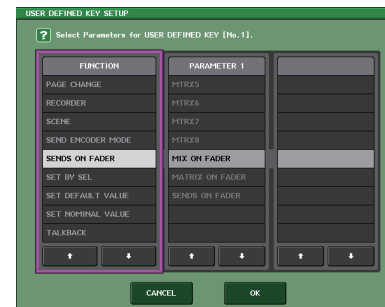 USER DEFINED KEY SETUP
? Select Parameters for USER DEFINED KEY [No.1].
FUNCTION
PARAMETER 1
PAGE CHANGE
MTRX5
RECORDER
MTRX6
SCENE
MTRX7
SEND ENCODER MODE
MTRX8
SENDS ON FADER
MIX ON FADER
SET BY SEL
MATRIX ON FADER
SET DEFAULT VALUE
SENDS ON FADER
SET NOMINAL VALUE
TALKBACK
CANCEL
OK